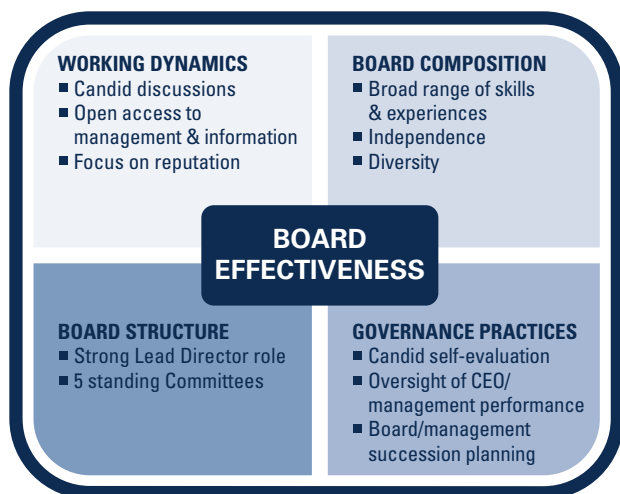 WORKING DYNAMICS
▪ Candid discussions
▪ Open access to
management & information
▪ Focus on reputation
BOARD COMPOSITION
▪ Broad range of skills
& experiences
▪ Independence
▪ Diversity
BOARD
EFFECTIVENESS
BOARD STRUCTURE
▪ Strong Lead Director role
▪ 5 standing Committees
GOVERNANCE PRACTICES
▪ Candid self-evaluation
▪ Oversight of CEO/
management performance
▪ Board/management
succession planning